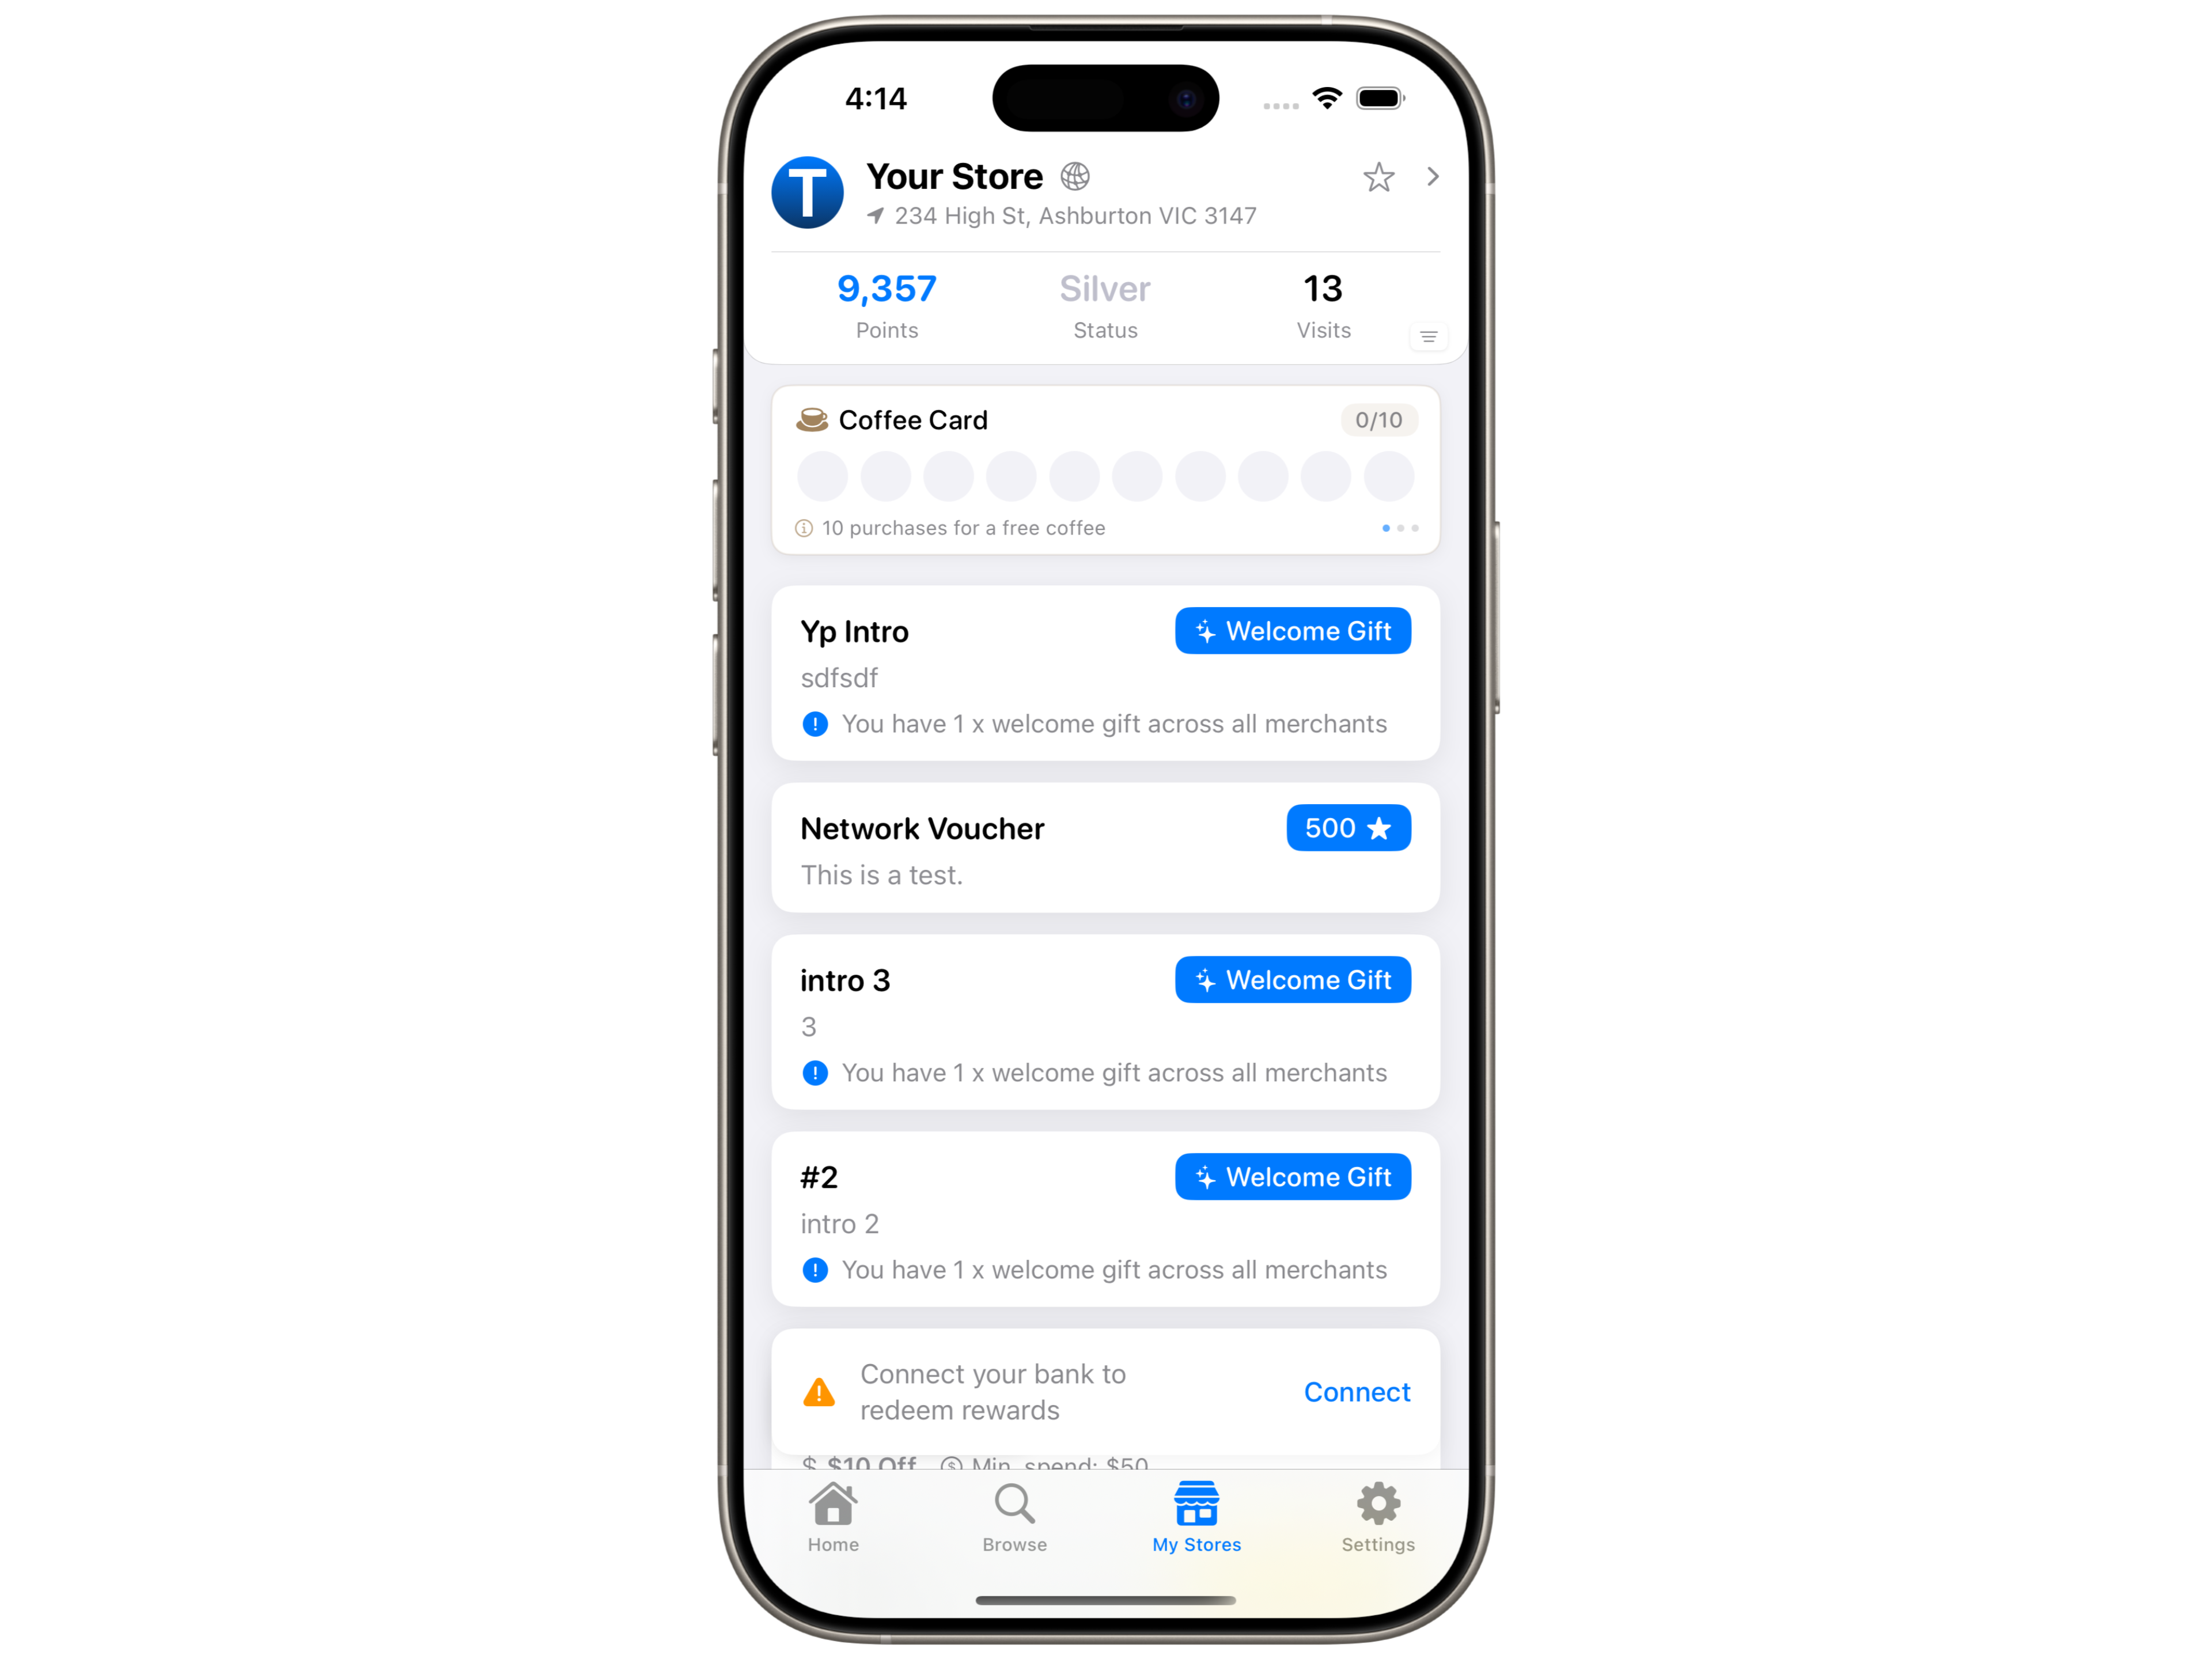 4:14
T
Your Store
234 High St, Ashburton VIC 3147
9,357
Silver
13
Points
Status
Visits
Coffee Card
0/10
10 purchases for a free coffee
Yp Intro
Welcome Gift
sdfsdf
You have 1 x welcome gift across all merchants
Network Voucher
500
This is a test.
intro 3
Welcome Gift
3
You have 1 x welcome gift across all merchants
#2
Welcome Gift
intro 2
You have 1 x welcome gift across all merchants
Connect your bank to
redeem rewards
Connect
$ $10 Off
Min. spend: $50
Home
Browse
My Stores
Settings